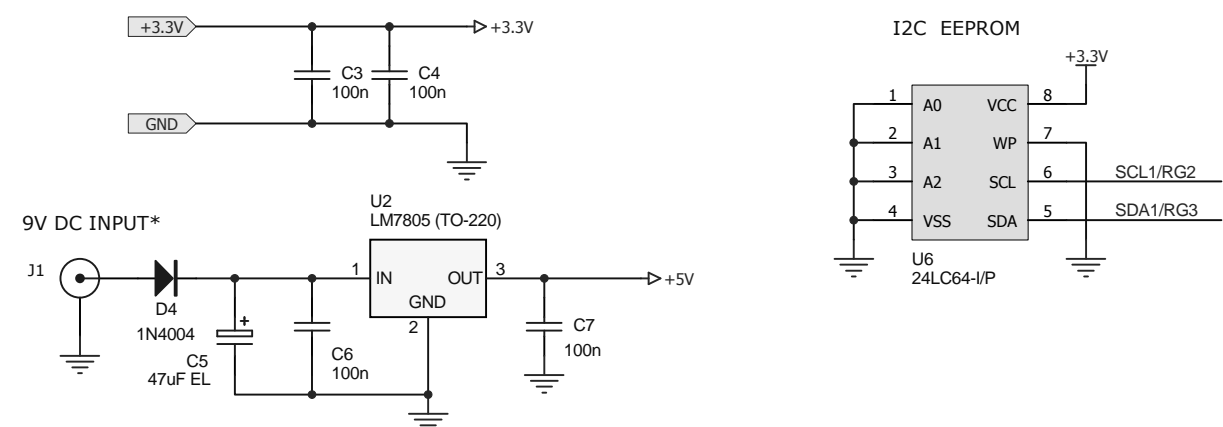 +3.3V
+3.3V
C3
100n
C4
100n
GND
9V DC INPUT*
J1
D4
1N4004
+
C5
47uF EL
C6
100n
U2
LM7805 (TO-220)
1
IN
OUT
3
GND
2
+5V
C7
100n
I2C EEPROM
+3.3V
1 A0 VCC 8
2 A1 WP 7
3 A2 SCL 6 SCL1/RG2
4 VSS SDA 5 SDA1/RG3
U6
24LC64-I/P